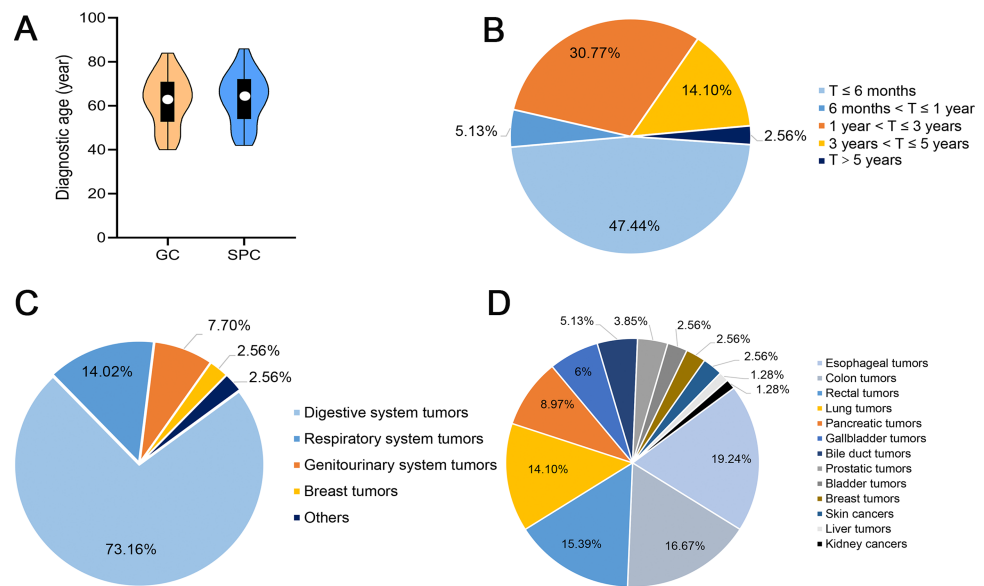 A
Diagnostic age (year)
100
80
60
40
20
0
GC
SPC
B
30.77%
14.10%
5.13%
2.56%
47.44%
T ≤ 6 months
6 months < T ≤ 1 year
1 year < T ≤ 3 years
3 years < T ≤ 5 years
T > 5 years
C
7.70%
14.02%
2.56%
2.56%
73.16%
Digestive system tumors
Respiratory system tumors
Genitourinary system tumors
Breast tumors
Others
D
5.13%
3.85%
2.56%
2.56%
2.56%
1.28%
1.28%
6%
8.97%
14.10%
19.24%
15.39%
16.67%
Esophageal tumors
Colon tumors
Rectal tumors
Lung tumors
Pancreatic tumors
Gallbladder tumors
Bile duct tumors
Prostatic tumors
Bladder tumors
Breast tumors
Skin cancers
Liver tumors
Kidney cancers